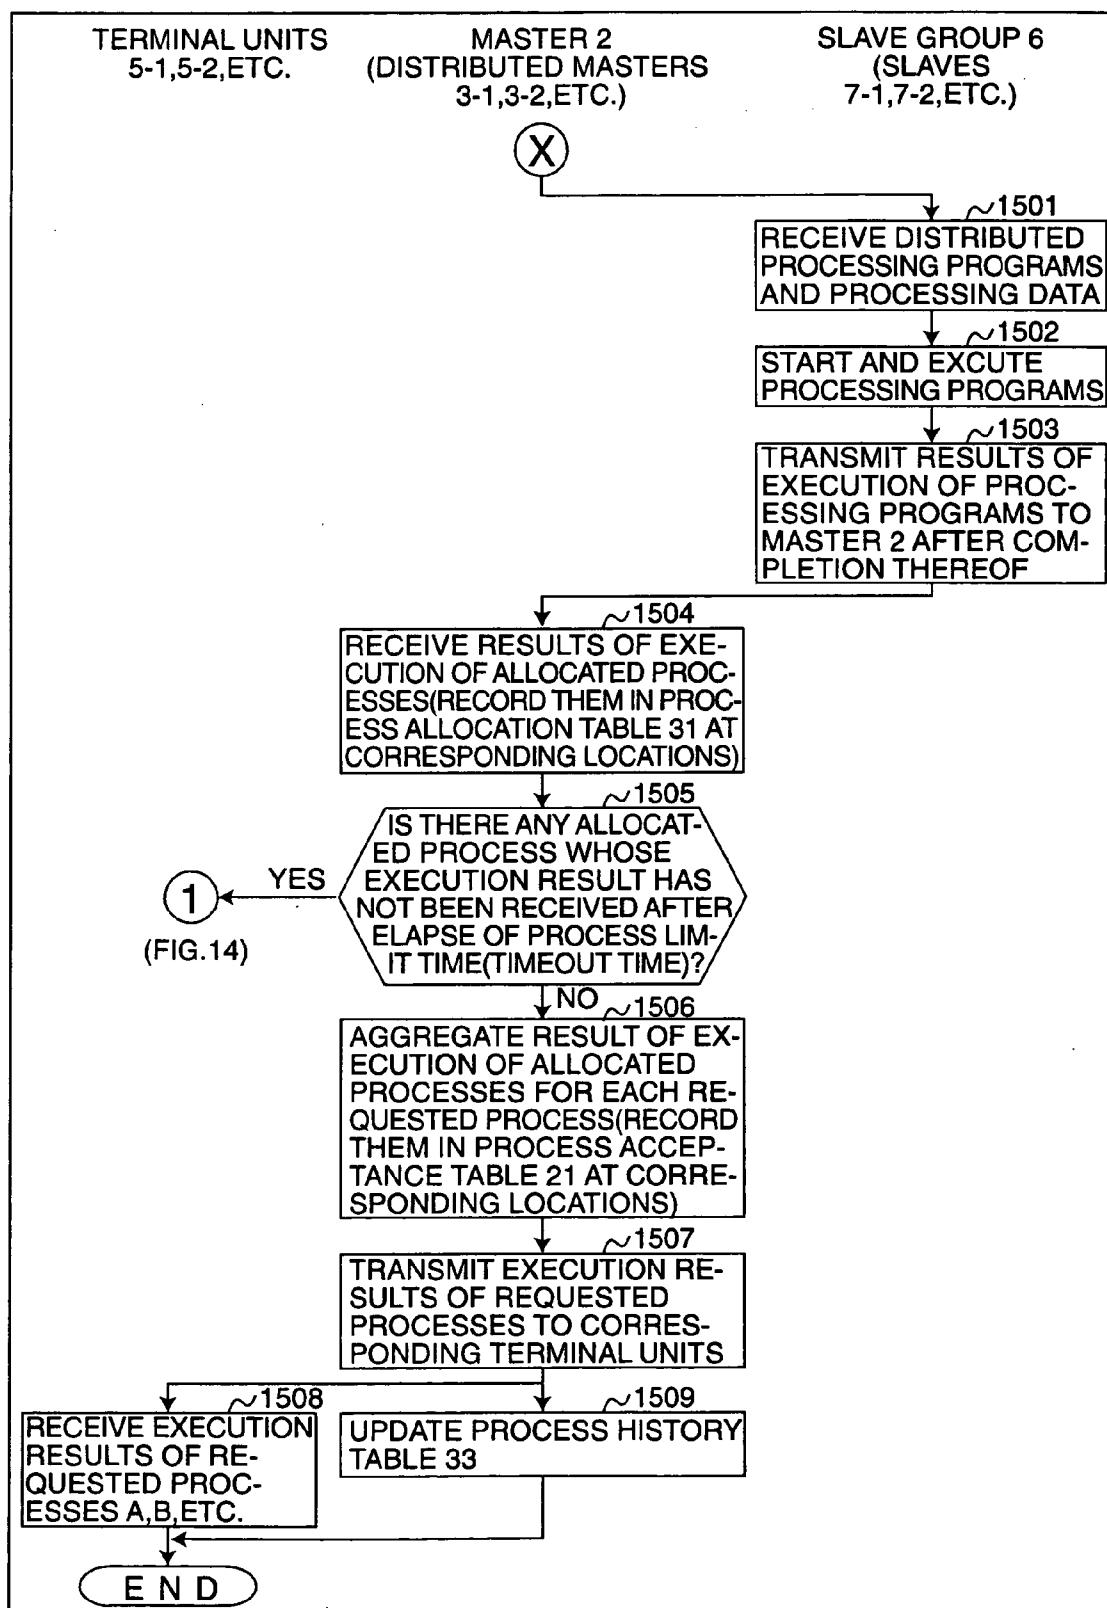 TERMINAL UNITS
5-1,5-2,ETC.
MASTER 2
(DISTRIBUTED MASTERS
3-1,3-2,ETC.)
SLAVE GROUP 6
(SLAVES
7-1,7-2,ETC.)
X
1501
RECEIVE DISTRIBUTED
PROCESSING PROGRAMS
AND PROCESSING DATA
1502
START AND EXCUTE
PROCESSING PROGRAMS
1503
TRANSMIT RESULTS OF
EXECUTION OF PROC-
ESSING PROGRAMS TO
MASTER 2 AFTER COM-
PLETION THEREOF
1504
RECEIVE RESULTS OF EXE-
CUTION OF ALLOCATED PROC-
ESSES(RECORD THEM IN PROC-
ESS ALLOCATION TABLE 31 AT
CORRESPONDING LOCATIONS)
1505
IS THERE ANY ALLOCAT-
ED PROCESS WHOSE
EXECUTION RESULT HAS
NOT BEEN RECEIVED AFTER
ELAPSE OF PROCESS LIM-
IT TIME(TIMEOUT TIME)?
YES
1
(FIG.14)
NO
1506
AGGREGATE RESULT OF EX-
ECUTION OF ALLOCATED
PROCESSES FOR EACH RE-
QUESTED PROCESS(RECORD
THEM IN PROCESS ACCEP-
TANCE TABLE 21 AT CORRE-
SPONDING LOCATIONS)
1507
TRANSMIT EXECUTION RE-
SULTS OF REQUESTED
PROCESSES TO CORRES-
PONDING TERMINAL UNITS
1508
RECEIVE EXECUTION
RESULTS OF RE-
QUESTED PROC-
ESSES A,B,ETC.
1509
UPDATE PROCESS HISTORY
TABLE 33
END